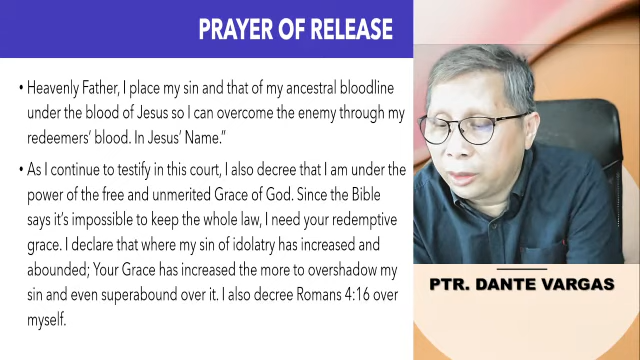 PRAYER OF RELEASE
• Heavenly Father, I place my sin and that of my ancestral bloodline
under the blood of Jesus so I can overcome the enemy through my
redeemers’ blood. In Jesus’ Name.”
• As I continue to testify in this court, I also decree that I am under the
power of the free and unmerited Grace of God. Since the Bible
says it’s impossible to keep the whole law, I need your redemptive
grace. I declare that where my sin of idolatry has increased and
abounded; Your Grace has increased the more to overshadow my
sin and even superabound over it. I also decree Romans 4:16 over
myself.
PTR. DANTE VARGAS